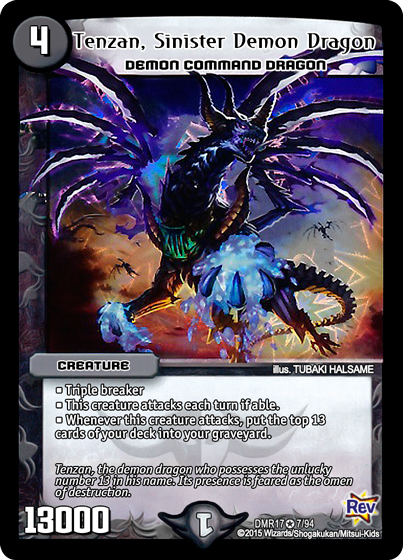 4
Tenzan, Sinister Demon Dragon
DEMON COMMAND DRAGON
illus. TUBAKI HALSAME
CREATURE
▪ Triple breaker
▪ This creature attacks each turn if able.
▪ Whenever this creature attacks, put the top 13
cards of your deck into your graveyard.
Tenzan, the demon dragon who possesses the unlucky
number 13 in his name. Its presence is feared as the omen
of destruction.
Rev
13000
1
DMR17 ✪ 7/94
©2015 Wizards/Shogakukan/Mitsui-Kids